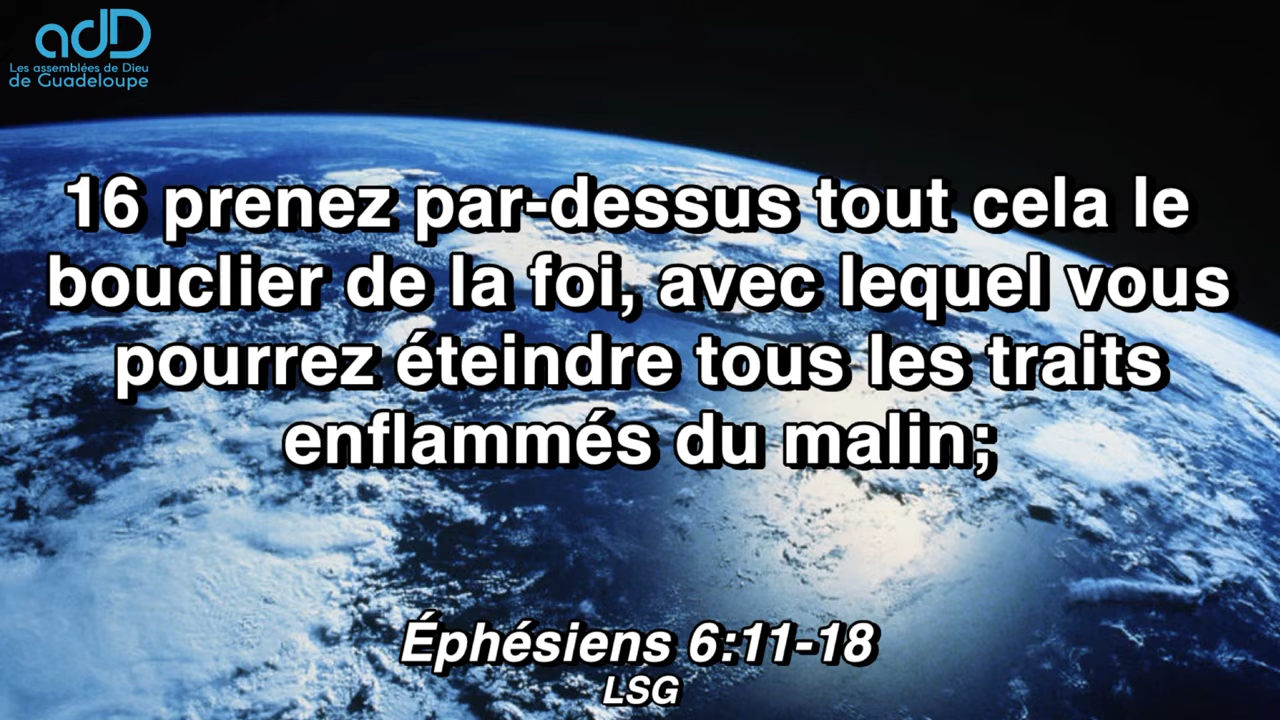 adD
Les assemblées de Dieu
de Guadeloupe
16 prenez par-dessus tout cela le
bouclier de la foi, avec lequel vous
pourrez éteindre tous les traits
enflammés du malin;
Éphésiens 6:11-18
LSG